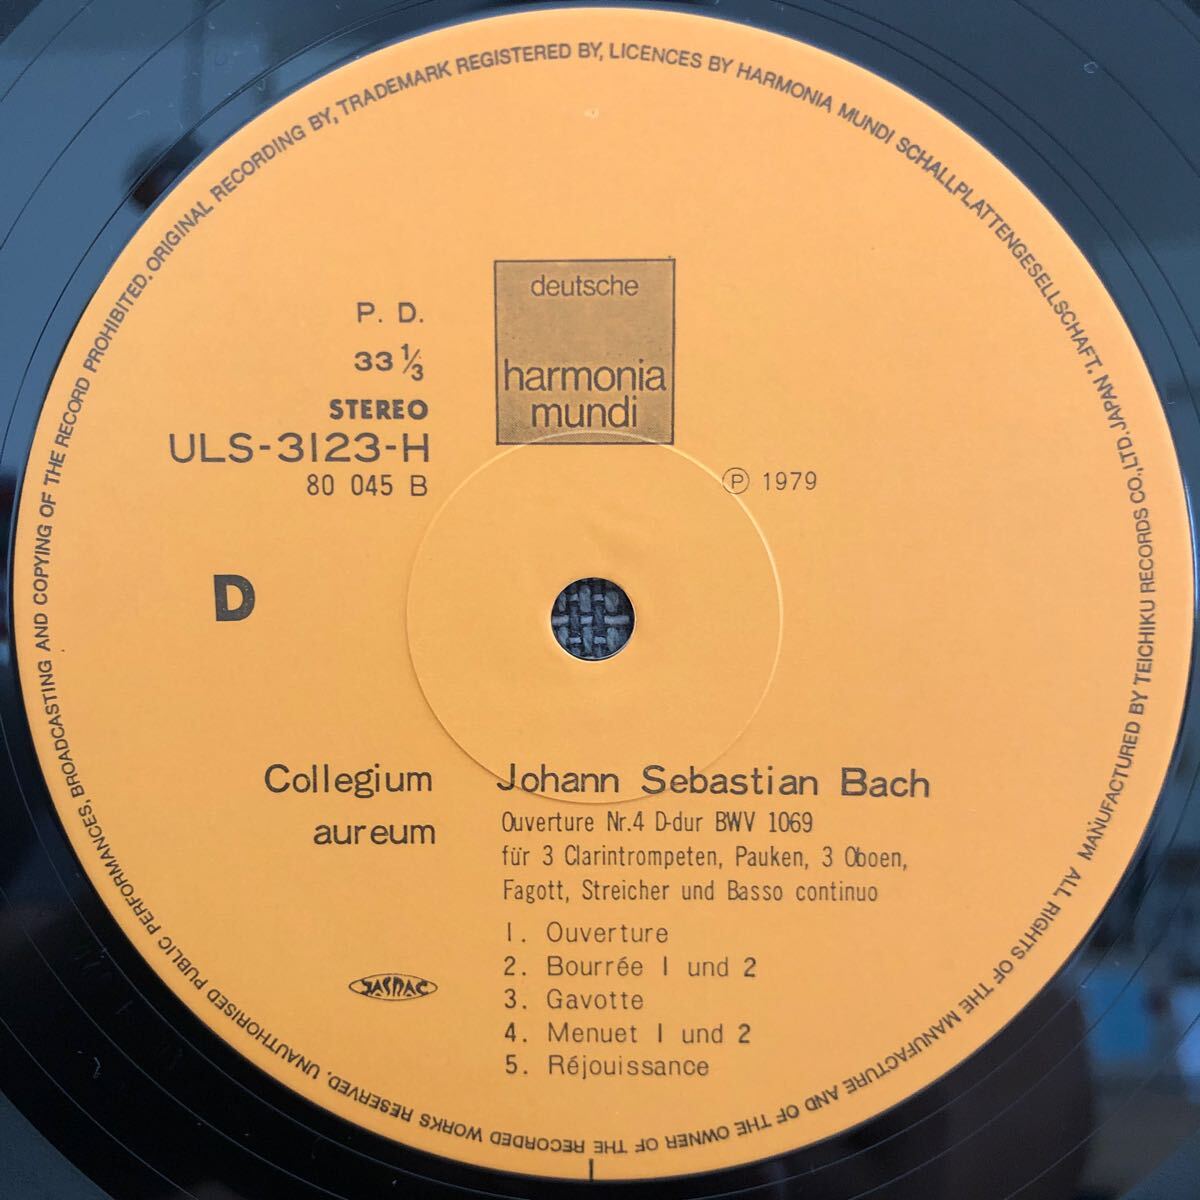 ORIGINAL RECORDING BY, TRADEMARK REGISTERED BY, LICENCES BY HARMONIA MUNDI SCHALLPLATTENGESELLSCHAFT. JAPAN
MANUFACTURED BY TEICHIKU RECORDS CO., LTD. JAPAN
ALL RIGHTS OF THE MANUFACTURE AND OF THE OWNER OF THE RECORDED WORKS RESERVED. UNAUTHORISED PUBLIC PERFORMANCES, BROADCASTING AND COPYING OF THE RECORD PROHIBITED.
deutsche
harmonia
mundi
P. D.
33 1/3
STEREO
ULS-3123-H
80 045 B
Ⓟ 1979
D
Collegium
aureum
Johann Sebastian Bach
Ouverture Nr.4 D-dur BWV 1069
für 3 Clarintrompeten, Pauken, 3 Oboen,
Fagott, Streicher und Basso continuo
1. Ouverture
2. Bourrée 1 und 2
3. Gavotte
4. Menuet 1 und 2
5. Réjouissance
JASRAC